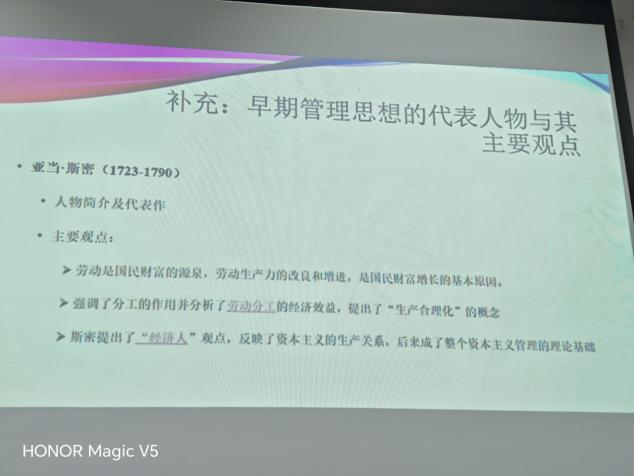 补充：早期管理思想的代表人物与其
主要观点
• 亚当·斯密（1723-1790）
• 人物简介及代表作
• 主要观点：
➢ 劳动是国民财富的源泉，劳动生产力的改良和增进，是国民财富增长的基本原因。
➢ 强调了分工的作用并分析了劳动分工的经济效益，提出了“生产合理化”的概念
➢ 斯密提出了“经济人”观点，反映了资本主义的生产关系，后来成了整个资本主义管理的理论基础
HONOR Magic V5